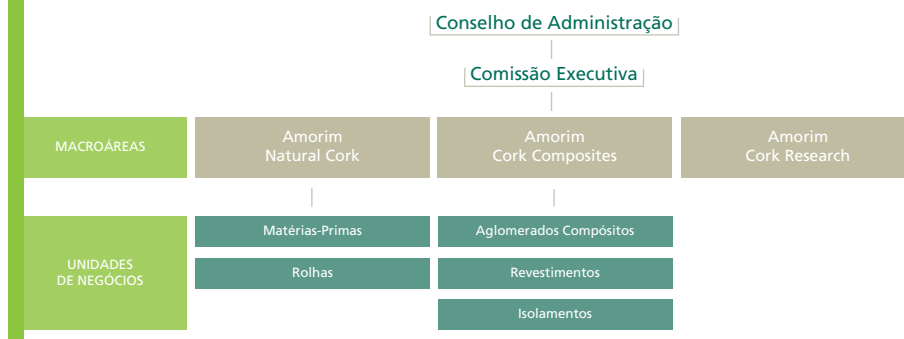 Conselho de Administração
Comissão Executiva
MACROÁREAS
Amorim
Natural Cork
Amorim
Cork Composites
Amorim
Cork Research
UNIDADES
DE NEGÓCIOS
Matérias-Primas
Rolhas
Aglomerados Compósitos
Revestimentos
Isolamentos